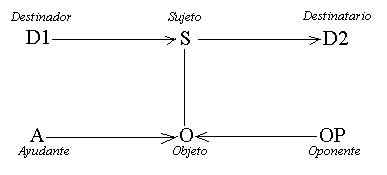 Destinador Sujeto Destinatario
D1 S D2
A O OP
Ayudante Objeto Oponente